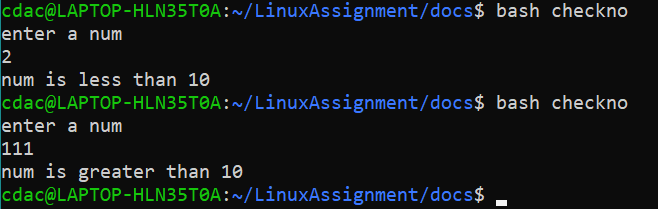 cdac@LAPTOP-HLN35T0A:~/LinuxAssignment/docs$ bash checkno
enter a num
2
num is less than 10
cdac@LAPTOP-HLN35T0A:~/LinuxAssignment/docs$ bash checkno
enter a num
111
num is greater than 10
cdac@LAPTOP-HLN35T0A:~/LinuxAssignment/docs$